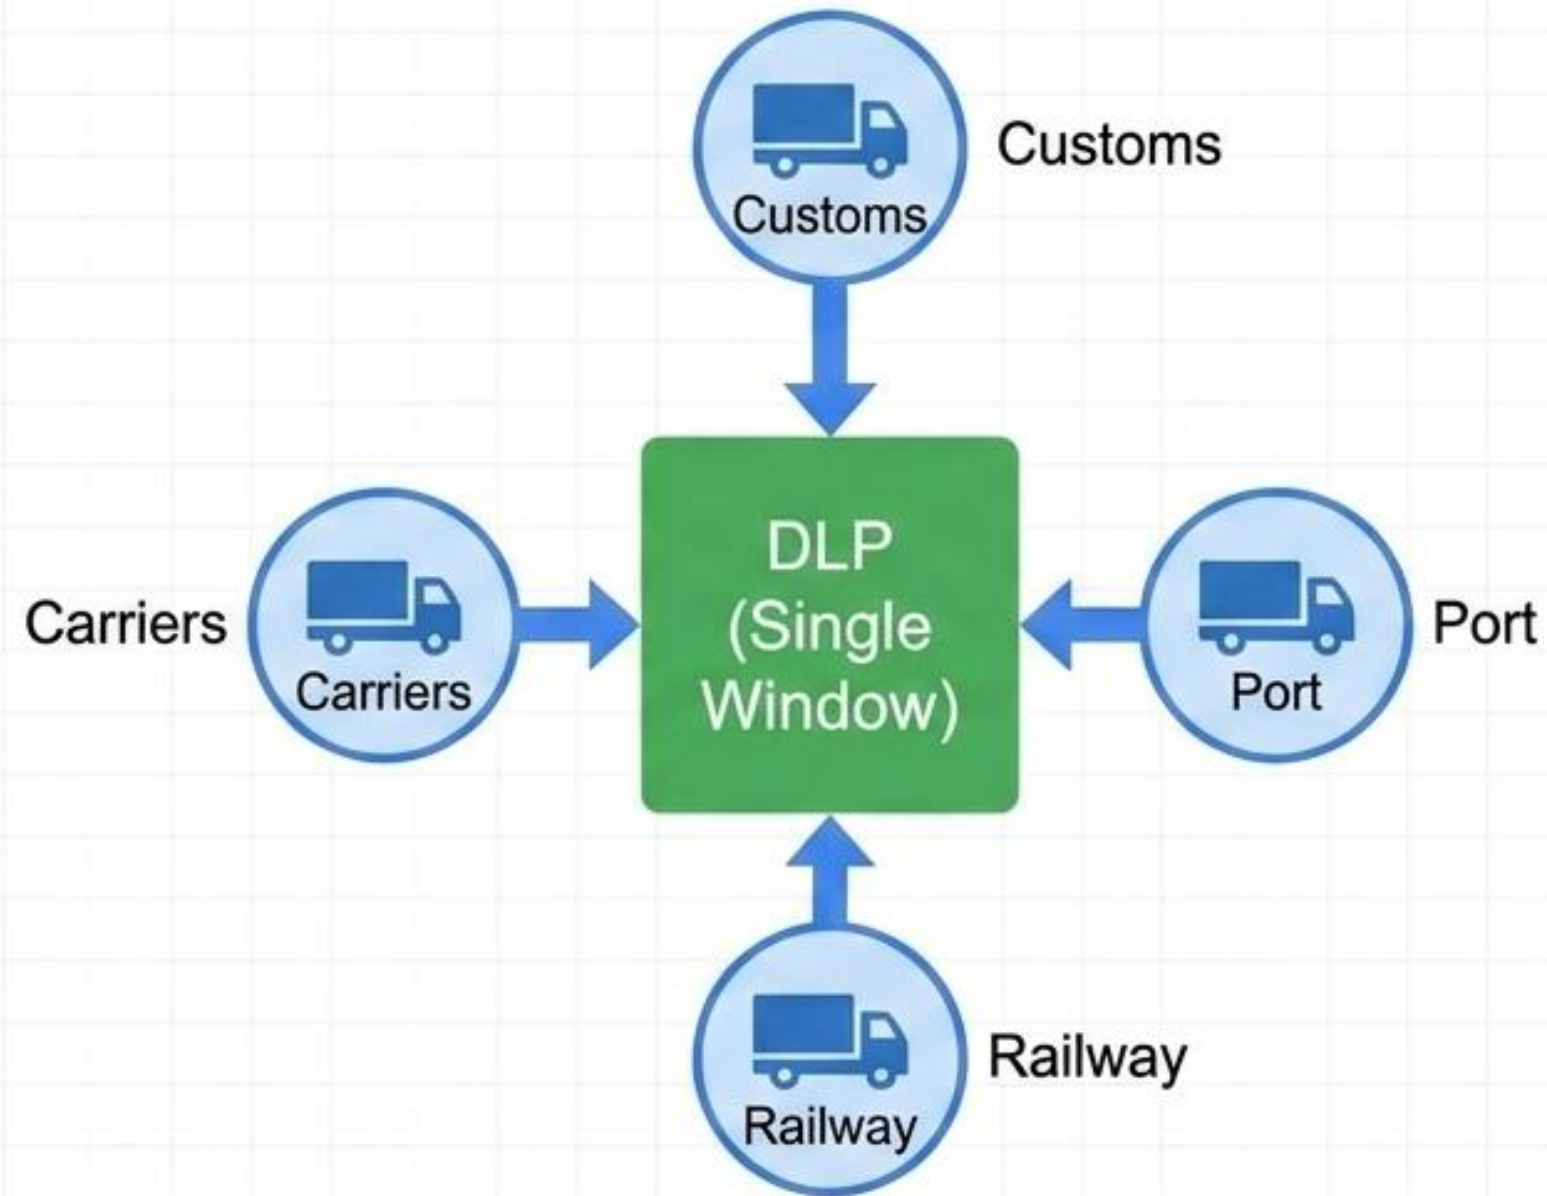 Customs
Customs
Carriers
Carriers
DLP
(Single
Window)
Port
Port
Railway
Railway